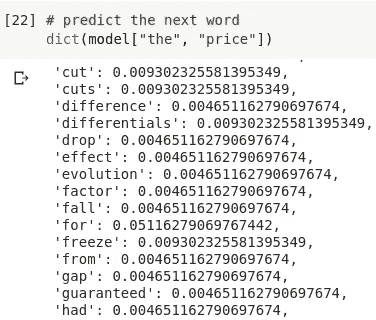 [22] # predict the next word
dict(model["the", "price"])
'cut': 0.009302325581395349,
'cuts': 0.009302325581395349,
'difference': 0.004651162790697674,
'differentials': 0.009302325581395349,
'drop': 0.004651162790697674,
'effect': 0.004651162790697674,
'evolution': 0.004651162790697674,
'factor': 0.004651162790697674,
'fall': 0.004651162790697674,
'for': 0.05116279069767442,
'freeze': 0.009302325581395349,
'from': 0.004651162790697674,
'gap': 0.004651162790697674,
'guaranteed': 0.004651162790697674,
'had': 0.004651162790697674,